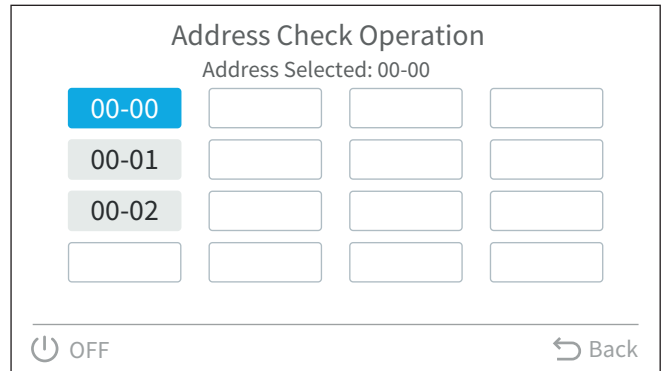 Address Check Operation
Address Selected: 00-00
00-00
00-01
00-02
OFF
Back